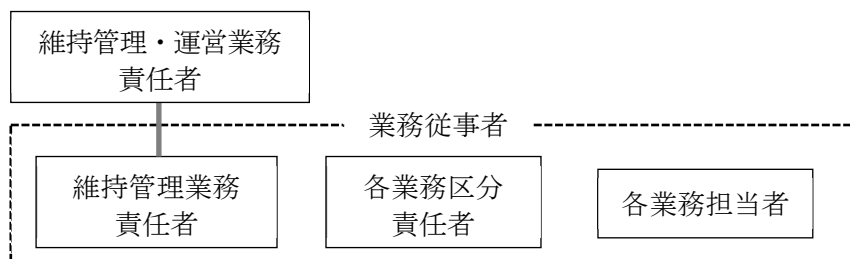 維持管理・運営業務
責任者
業務従事者
維持管理業務
責任者
各業務区分
責任者
各業務担当者